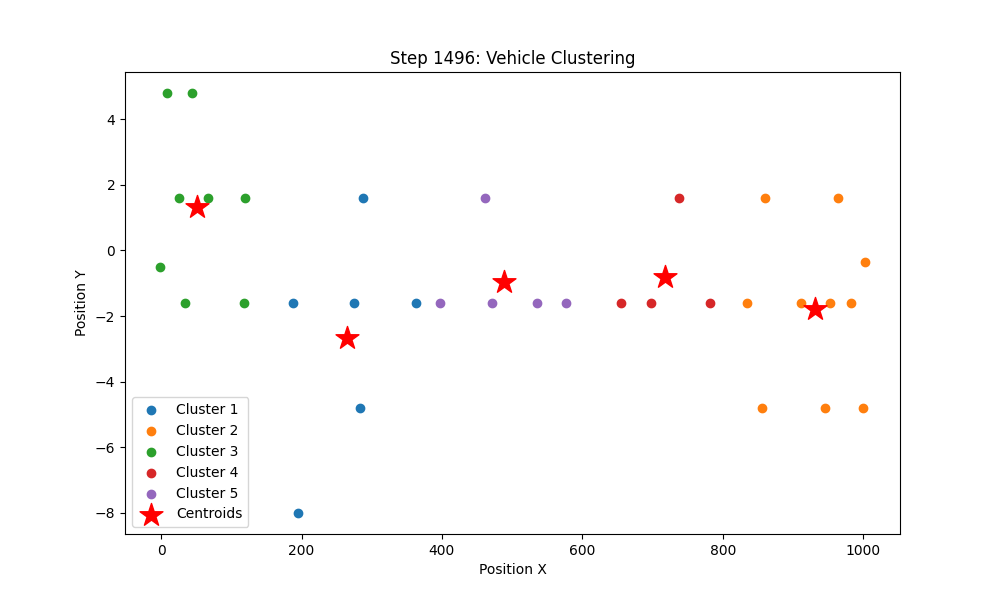 Step 1496: Vehicle Clustering
Position Y
4
2
0
−2
−4
−6
−8
Cluster 1
Cluster 2
Cluster 3
Cluster 4
Cluster 5
Centroids
0 200 400 600 800 1000
Position X